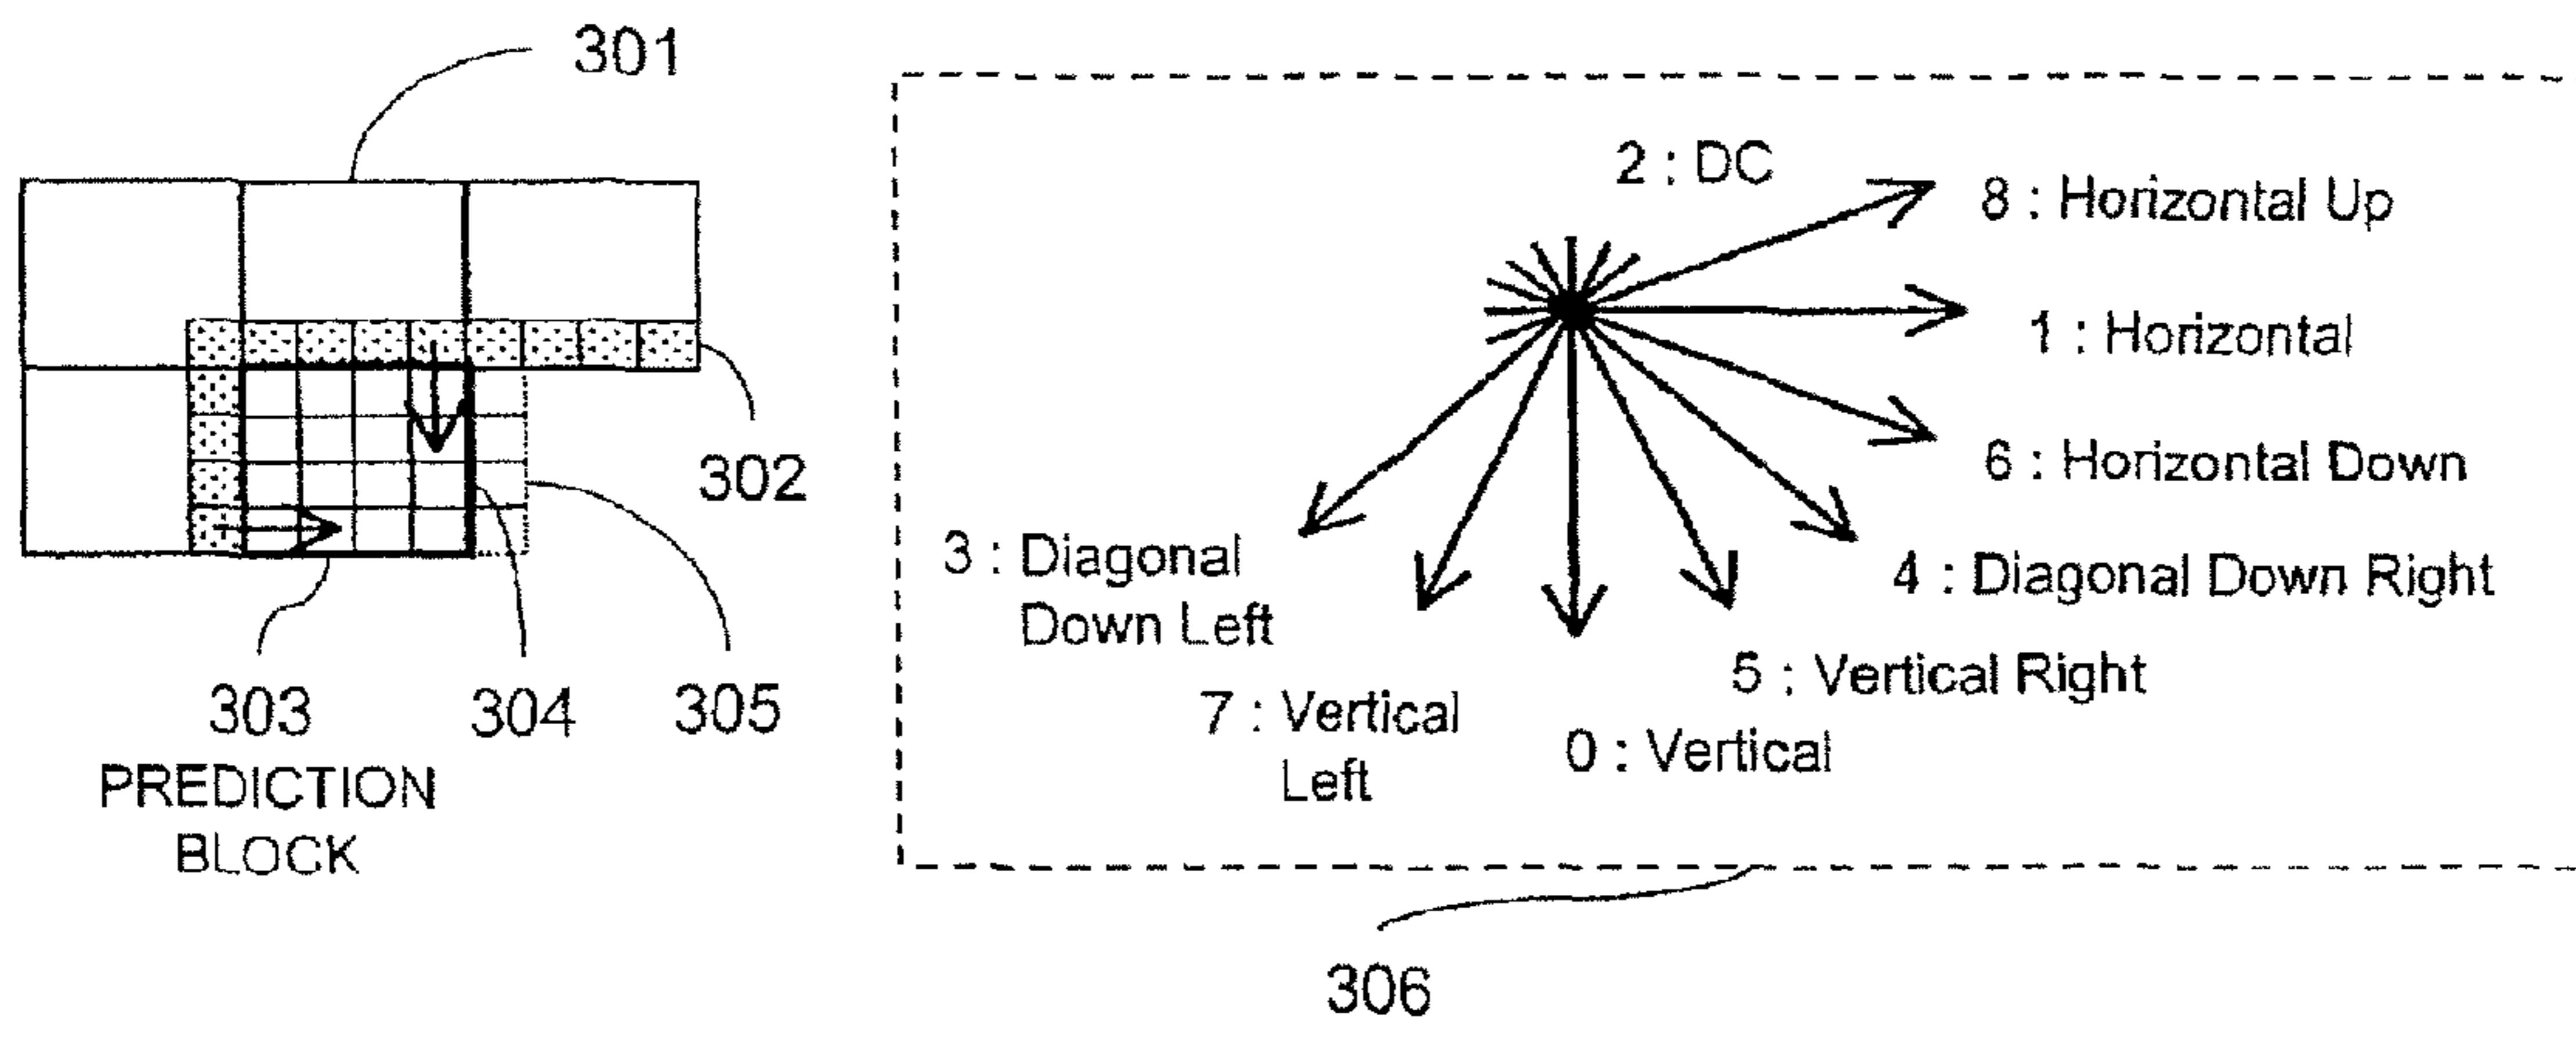 301
302
303
304
305
PREDICTION
BLOCK
2 : DC
8 : Horizontal Up
1 : Horizontal
6 : Horizontal Down
4 : Diagonal Down Right
5 : Vertical Right
0 : Vertical
7 : Vertical
Left
3 : Diagonal
Down Left
306